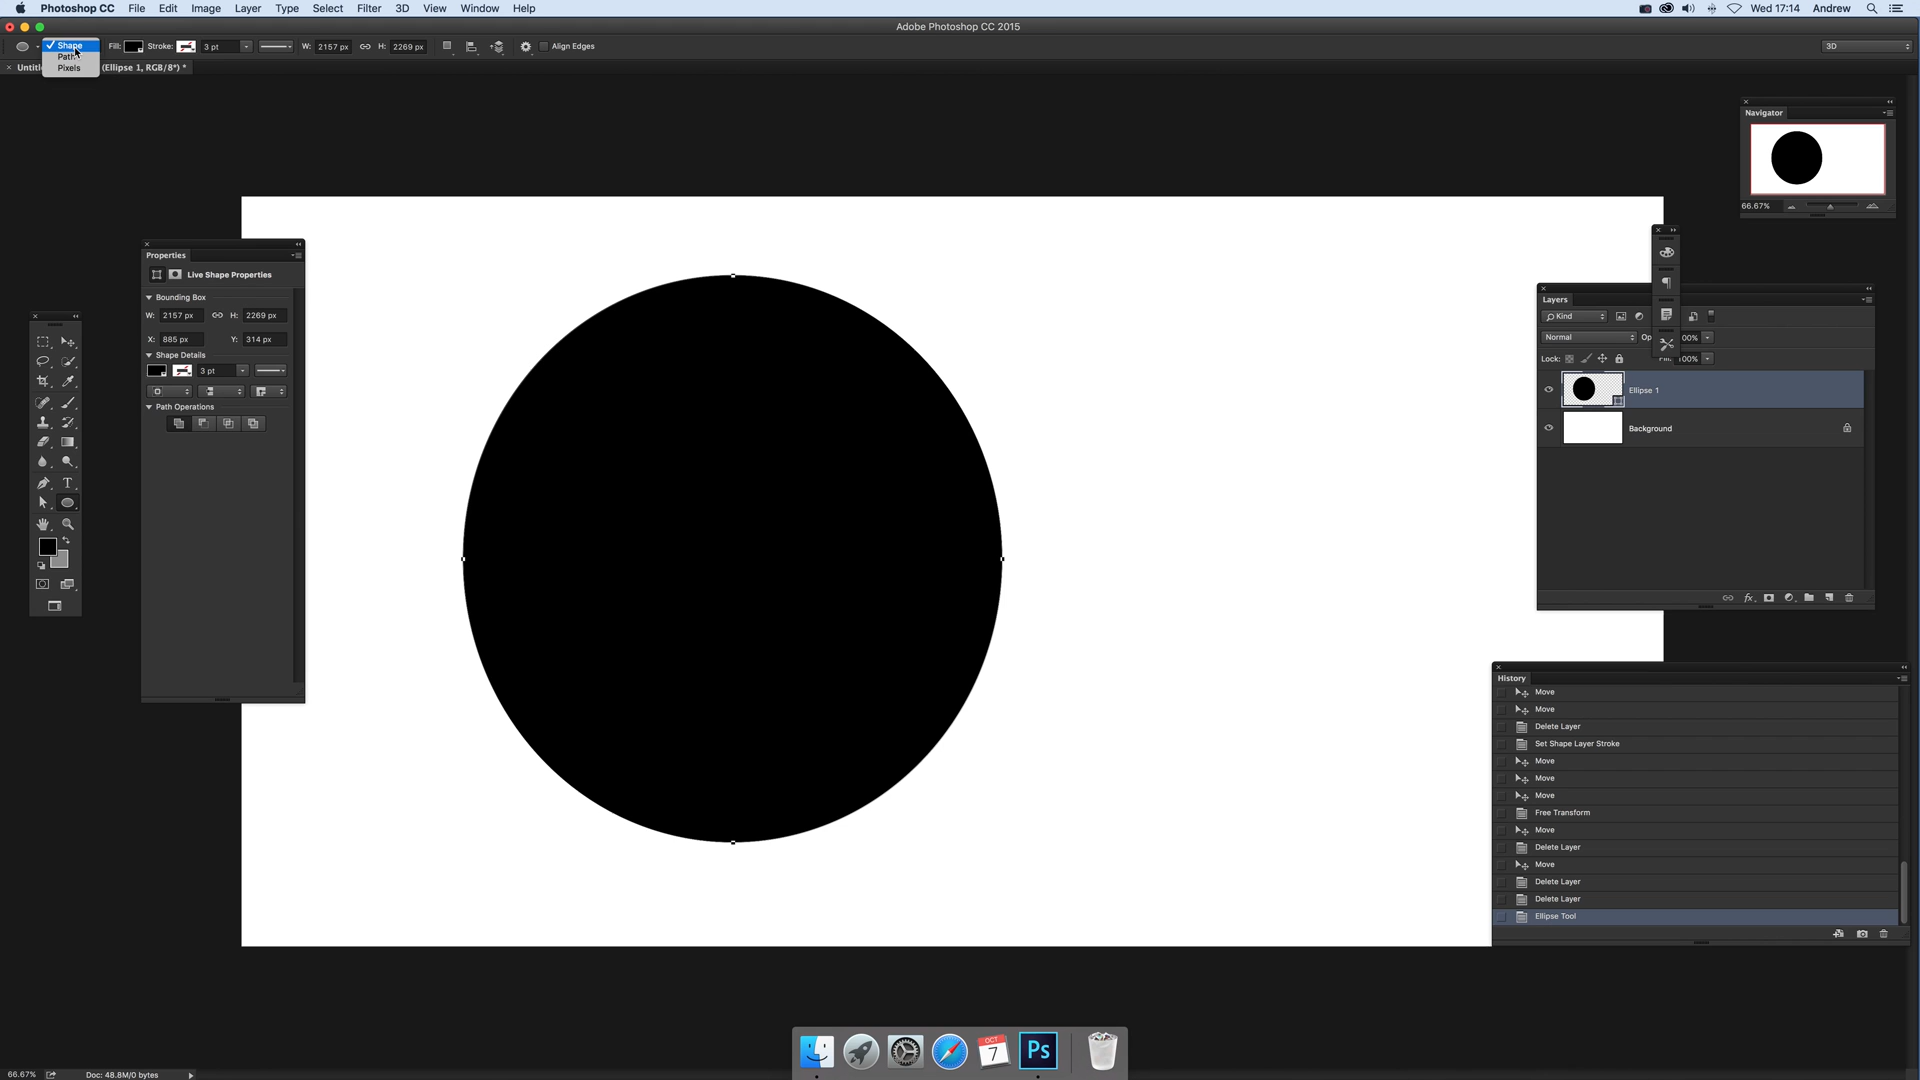 Photoshop CC File Edit Image Layer Type Select Filter 3D View Window Help Wed 17:14 Andrew
Adobe Photoshop CC 2015
Shape Fill: Stroke: 3 pt W: 2157 px H: 2269 px Align Edges 3D
Path
Pixels
(Ellipse 1, RGB/8*) *
Navigator
66.67%
Properties
Live Shape Properties
Bounding Box
W: 2157 px H: 2269 px
X: 885 px Y: 314 px
Shape Details
3 pt
Path Operations
Layers
Kind
Normal
Lock:
Ellipse 1
Background
History
Move
Move
Delete Layer
Set Shape Layer Stroke
Move
Move
Move
Free Transform
Move
Delete Layer
Move
Delete Layer
Delete Layer
Ellipse Tool
OCT
7
Ps
66.67% Doc: 48.8M/0 bytes